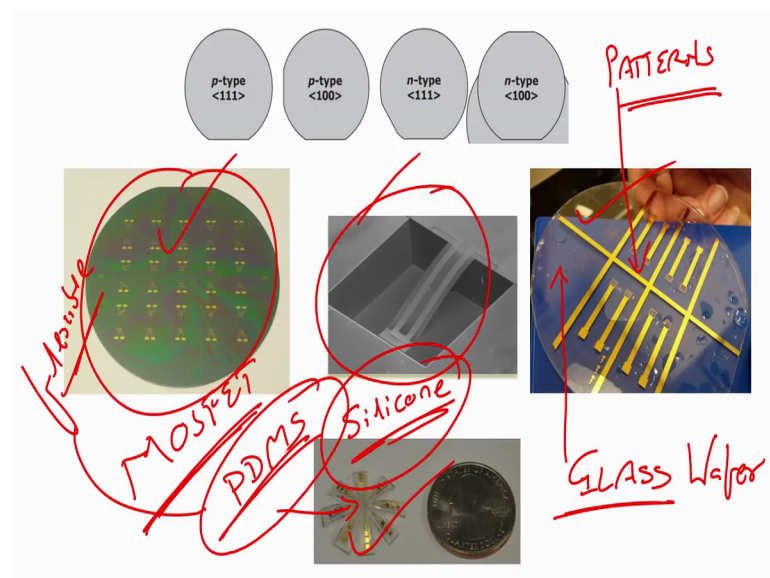 p-type
<111>
p-type
<100>
n-type
<111>
n-type
<100>
PATTERNS
MOSFET
PDMS
Silicone
GLASS Wafer